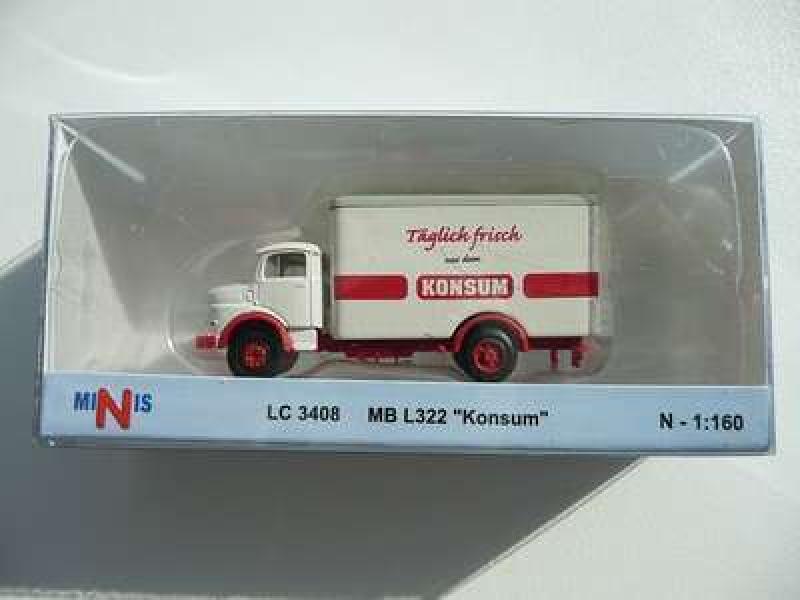 Täglich frisch
aus dem
KONSUM
MINIS LC 3408 MB L322 "Konsum" N - 1:160